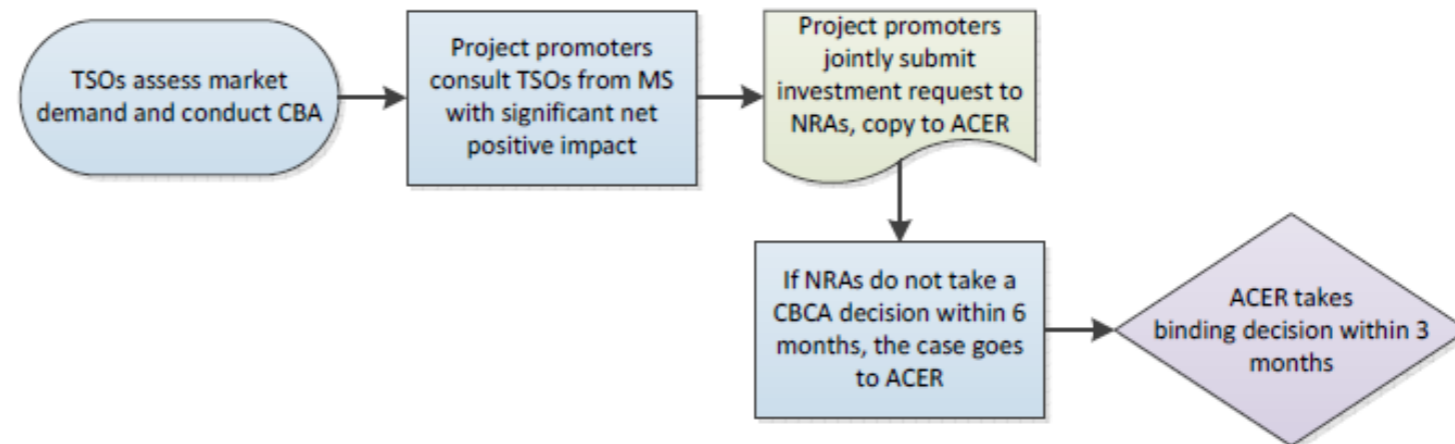 TSOs assess market
demand and conduct CBA
Project promoters
consult TSOs from MS
with significant net
positive impact
Project promoters
jointly submit
investment request to
NRAs, copy to ACER
If NRAs do not take a
CBCA decision within 6
months, the case goes
to ACER
ACER takes
binding decision within 3
months